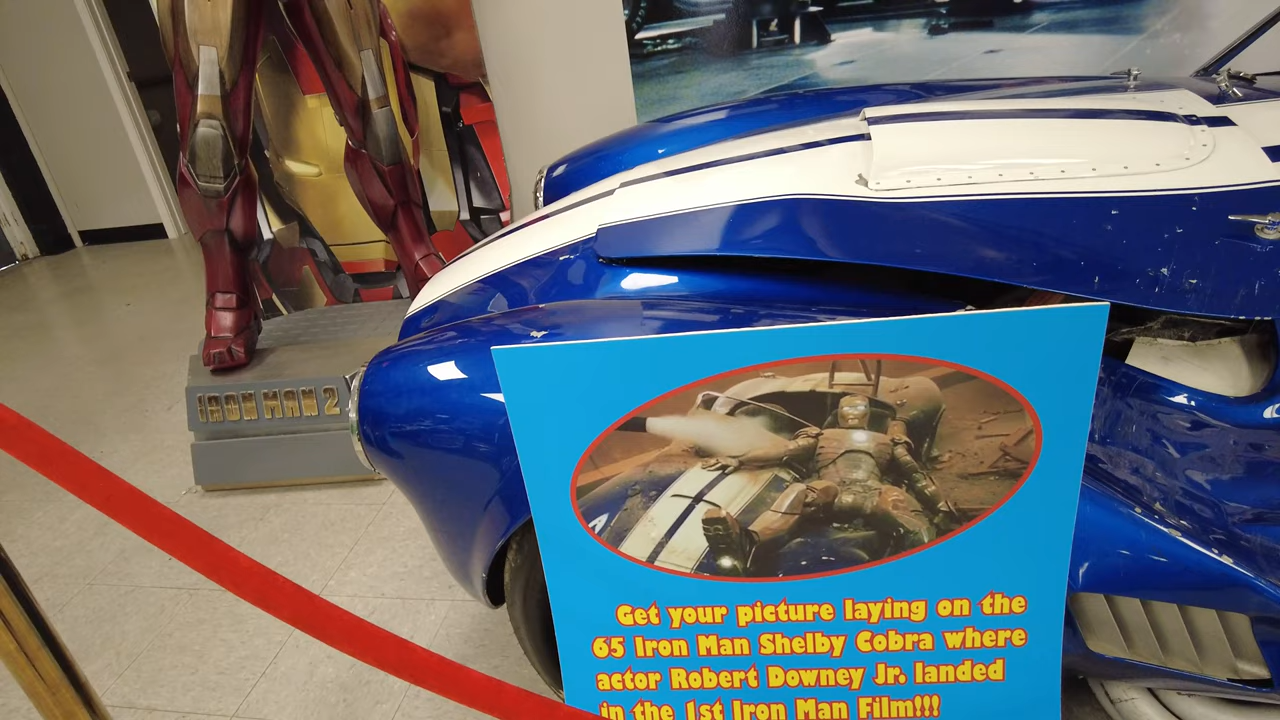 IRON MAN 2
Get your picture laying on the
65 Iron Man Shelby Cobra where
actor Robert Downey Jr. landed
in the 1st Iron Man Film!!!